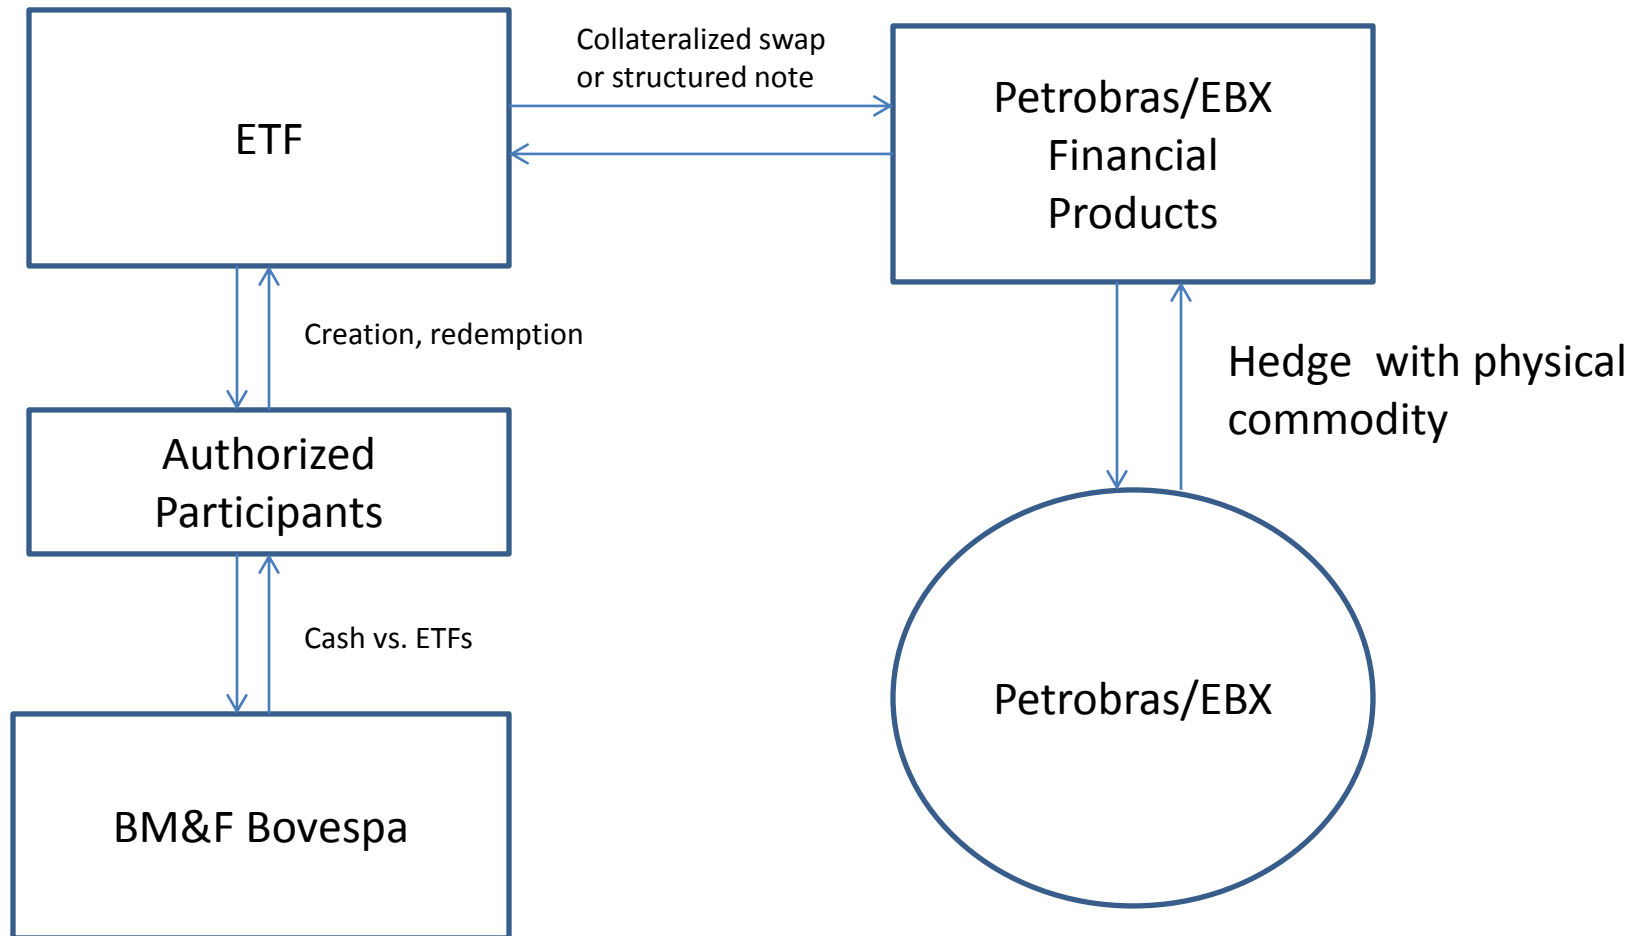 Collateralized swap
or structured note
ETF
Petrobras/EBX
Financial
Products
Creation, redemption
Hedge  with physical
commodity
Authorized
Participants
Cash vs. ETFs
Petrobras/EBX
BM&F Bovespa